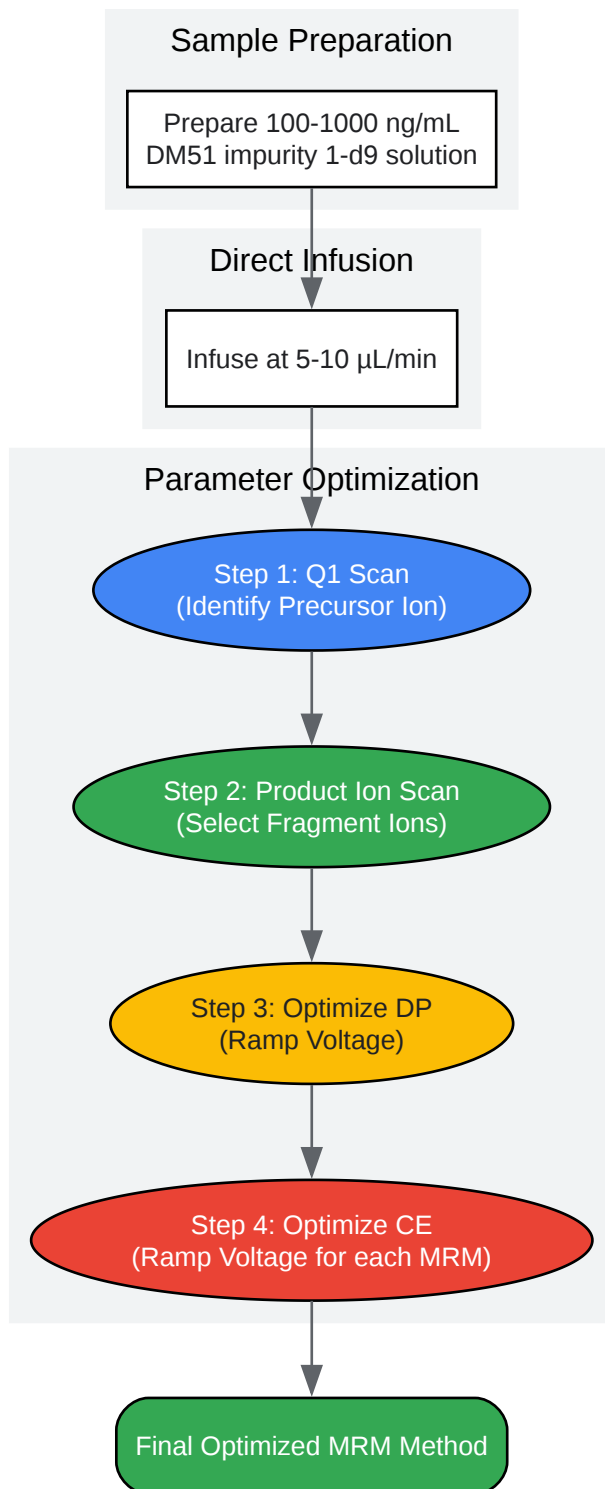 Sample Preparation
Prepare 100-1000 ng/mL
DM51 impurity 1-d9 solution
Direct Infusion
Infuse at 5-10 µL/min
Parameter Optimization
Step 1: Q1 Scan
(Identify Precursor Ion)
Step 2: Product Ion Scan
(Select Fragment Ions)
Step 3: Optimize DP
(Ramp Voltage)
Step 4: Optimize CE
(Ramp Voltage for each MRM)
Final Optimized MRM Method